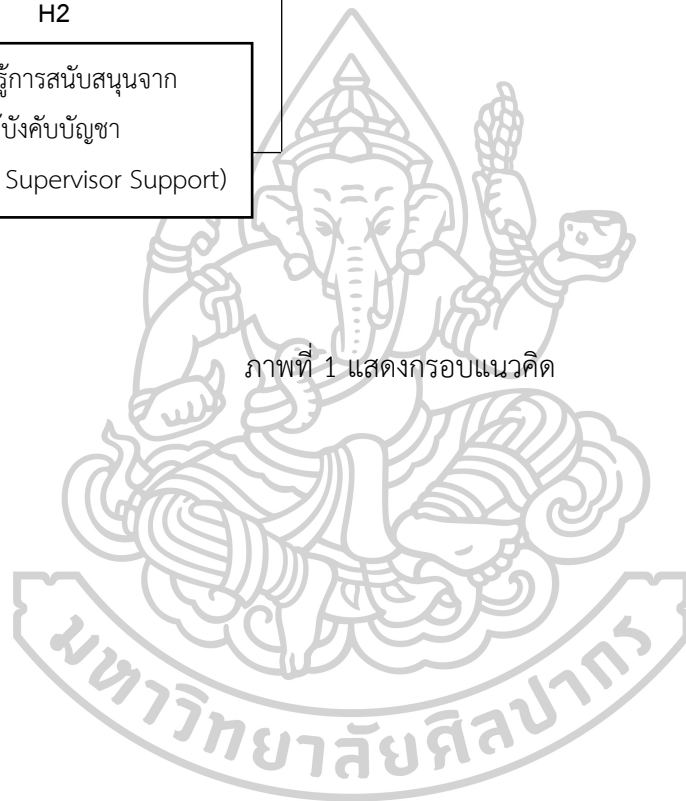 H2
รู้การสนับสนุนจาก
บังคับบัญชา
Supervisor Support)
ภาพที่ 1 แสดงกรอบแนวคิด
มหาวิทยาลัยศิลปากร